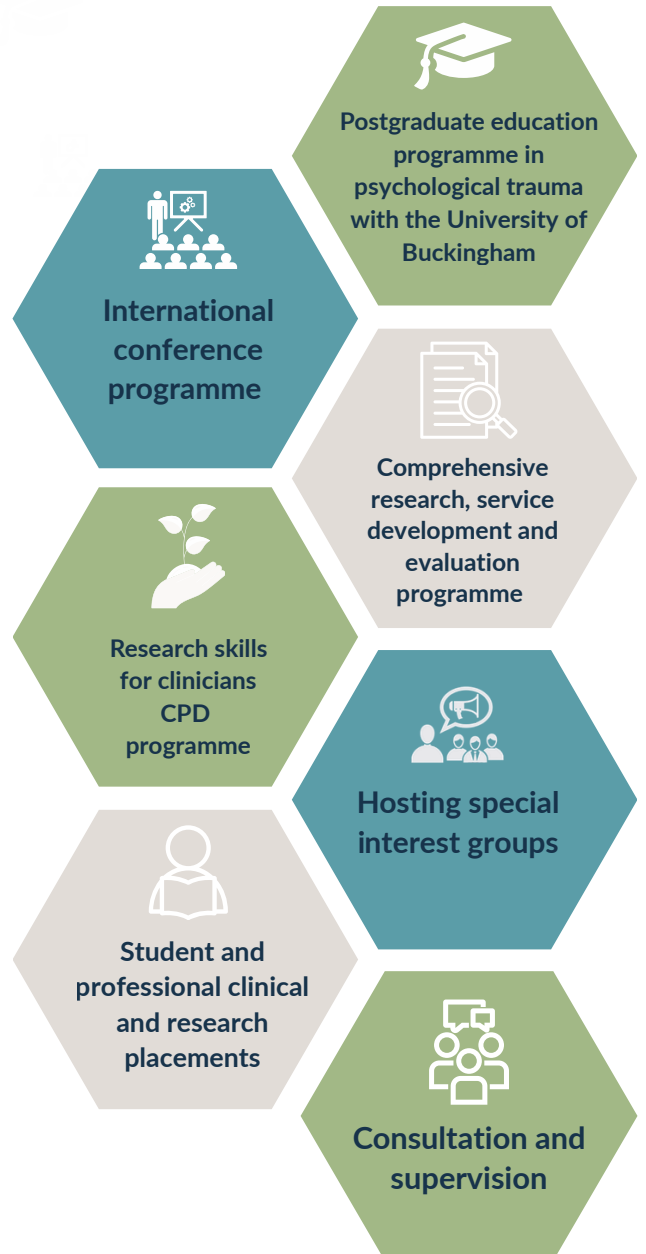 Postgraduate education
programme in
psychological trauma
with the University of
Buckingham
International
conference
programme
Comprehensive
research, service
development and
evaluation
programme
Research skills
for clinicians
CPD
programme
Hosting special
interest groups
Student and
professional clinical
and research
placements
Consultation and
supervision